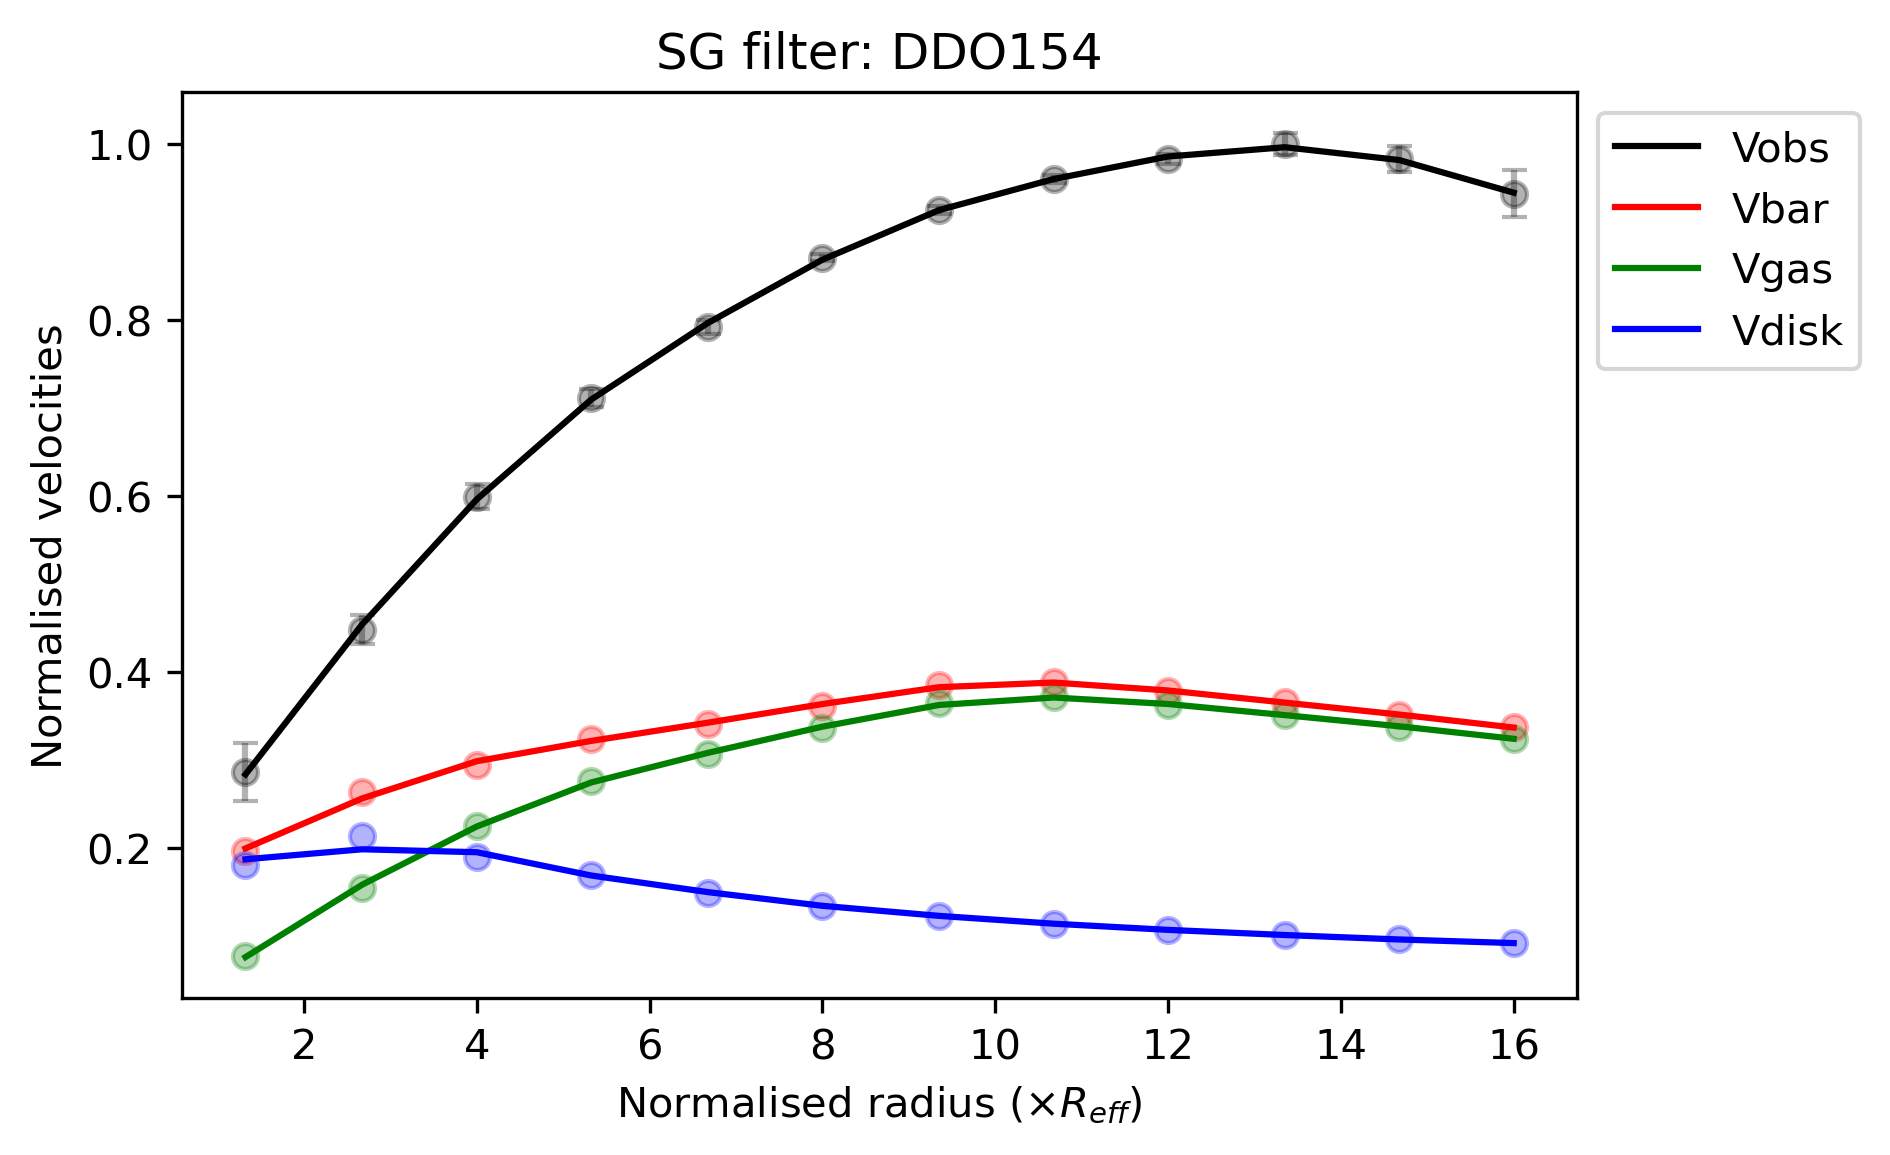 SG filter: DDO154
Normalised velocities
1.0
0.8
0.6
0.4
0.2
2 4 6 8 10 12 14 16
Normalised radius (×R_eff)
Vobs
Vbar
Vgas
Vdisk